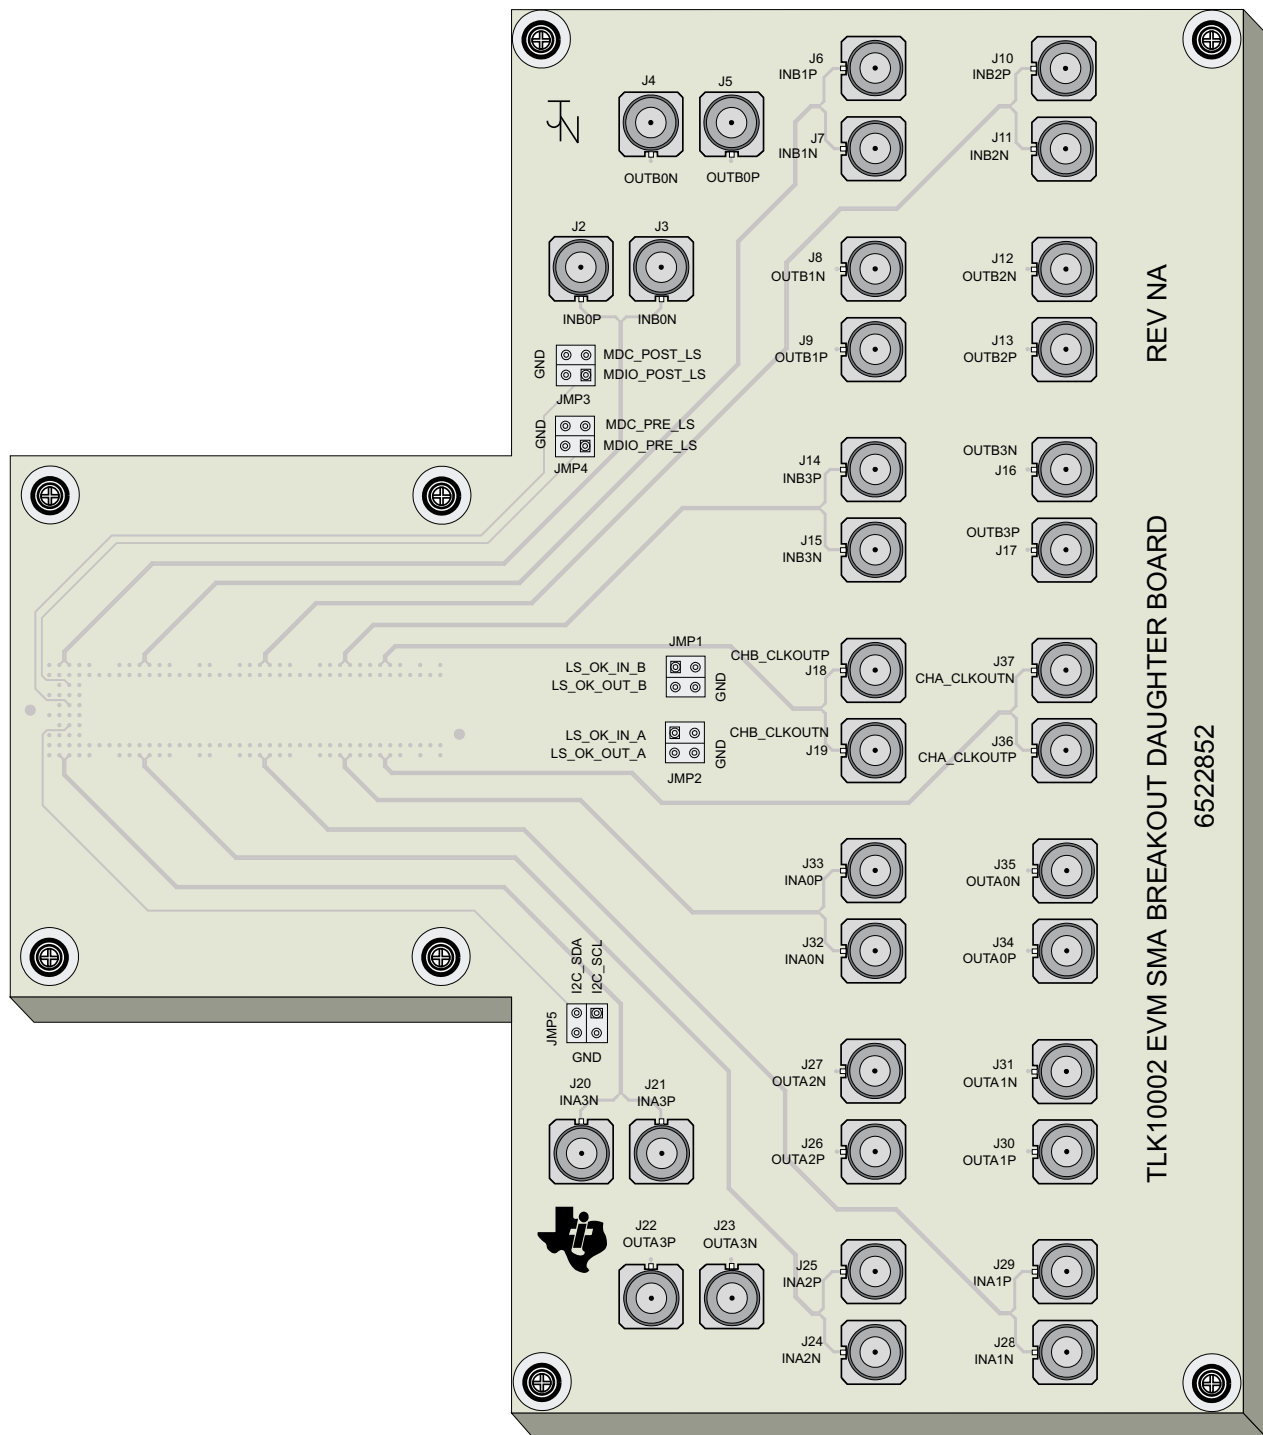 J4
J5
OUTB0N
OUTB0P
J2
J3
INB0P
INB0N
GND
MDC_POST_LS
MDIO_POST_LS
JMP3
GND
MDC_PRE_LS
MDIO_PRE_LS
JMP4
J6
INB1P
J7
INB1N
J10
INB2P
J11
INB2N
J8
OUTB1N
J9
OUTB1P
J12
OUTB2N
J13
OUTB2P
J14
INB3P
J15
INB3N
OUTB3N
J16
OUTB3P
J17
JMP1
LS_OK_IN_B
LS_OK_OUT_B
GND
LS_OK_IN_A
LS_OK_OUT_A
GND
JMP2
CHB_CLKOUTP
J18
CHB_CLKOUTN
J19
J37
CHA_CLKOUTN
J36
CHA_CLKOUTP
J33
INA0P
J32
INA0N
J35
OUTA0N
J34
OUTA0P
I2C_SDA
I2C_SCL
JMP5
GND
J20
INA3N
J21
INA3P
J22
OUTA3P
J23
OUTA3N
J27
OUTA2N
J26
OUTA2P
J31
OUTA1N
J30
OUTA1P
J25
INA2P
J24
INA2N
J29
INA1P
J28
INA1N
REV NA
TLK10002 EVM SMA BREAKOUT DAUGHTER BOARD
6522852